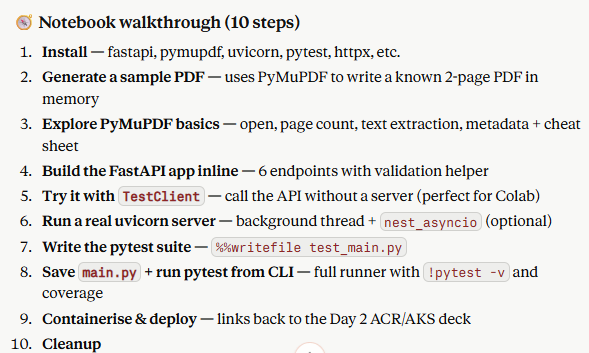 🧭 Notebook walkthrough (10 steps)
1. Install — fastapi, pymupdf, uvicorn, pytest, httpx, etc.
2. Generate a sample PDF — uses PyMuPDF to write a known 2-page PDF in
memory
3. Explore PyMuPDF basics — open, page count, text extraction, metadata + cheat
sheet
4. Build the FastAPI app inline — 6 endpoints with validation helper
5. Try it with TestClient — call the API without a server (perfect for Colab)
6. Run a real uvicorn server — background thread + nest_asyncio (optional)
7. Write the pytest suite — %%writefile test_main.py
8. Save main.py + run pytest from CLI — full runner with !pytest -v and
coverage
9. Containerise & deploy — links back to the Day 2 ACR/AKS deck
10. Cleanup